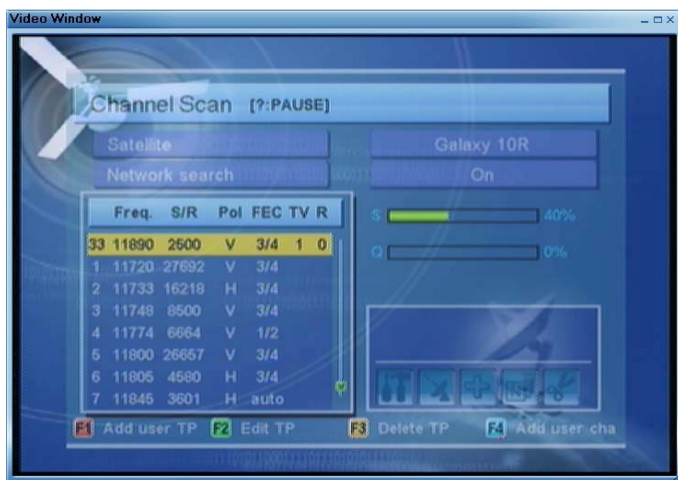 Video Window
Channel Scan [?:PAUSE]
Satellite Galaxy 10R
Network search On
Freq. S/R Pol FEC TV R
33 11890 2500 V 3/4 1 0
1 11720 27692 V 3/4
2 11733 16218 H 3/4
3 11748 8500 V 3/4
4 11774 6664 V 1/2
5 11800 26657 V 3/4
6 11805 4580 H 3/4
7 11845 3601 H auto
S 40%
Q 0%
F1 Add user TP F2 Edit TP F3 Delete TP F4 Add user cha